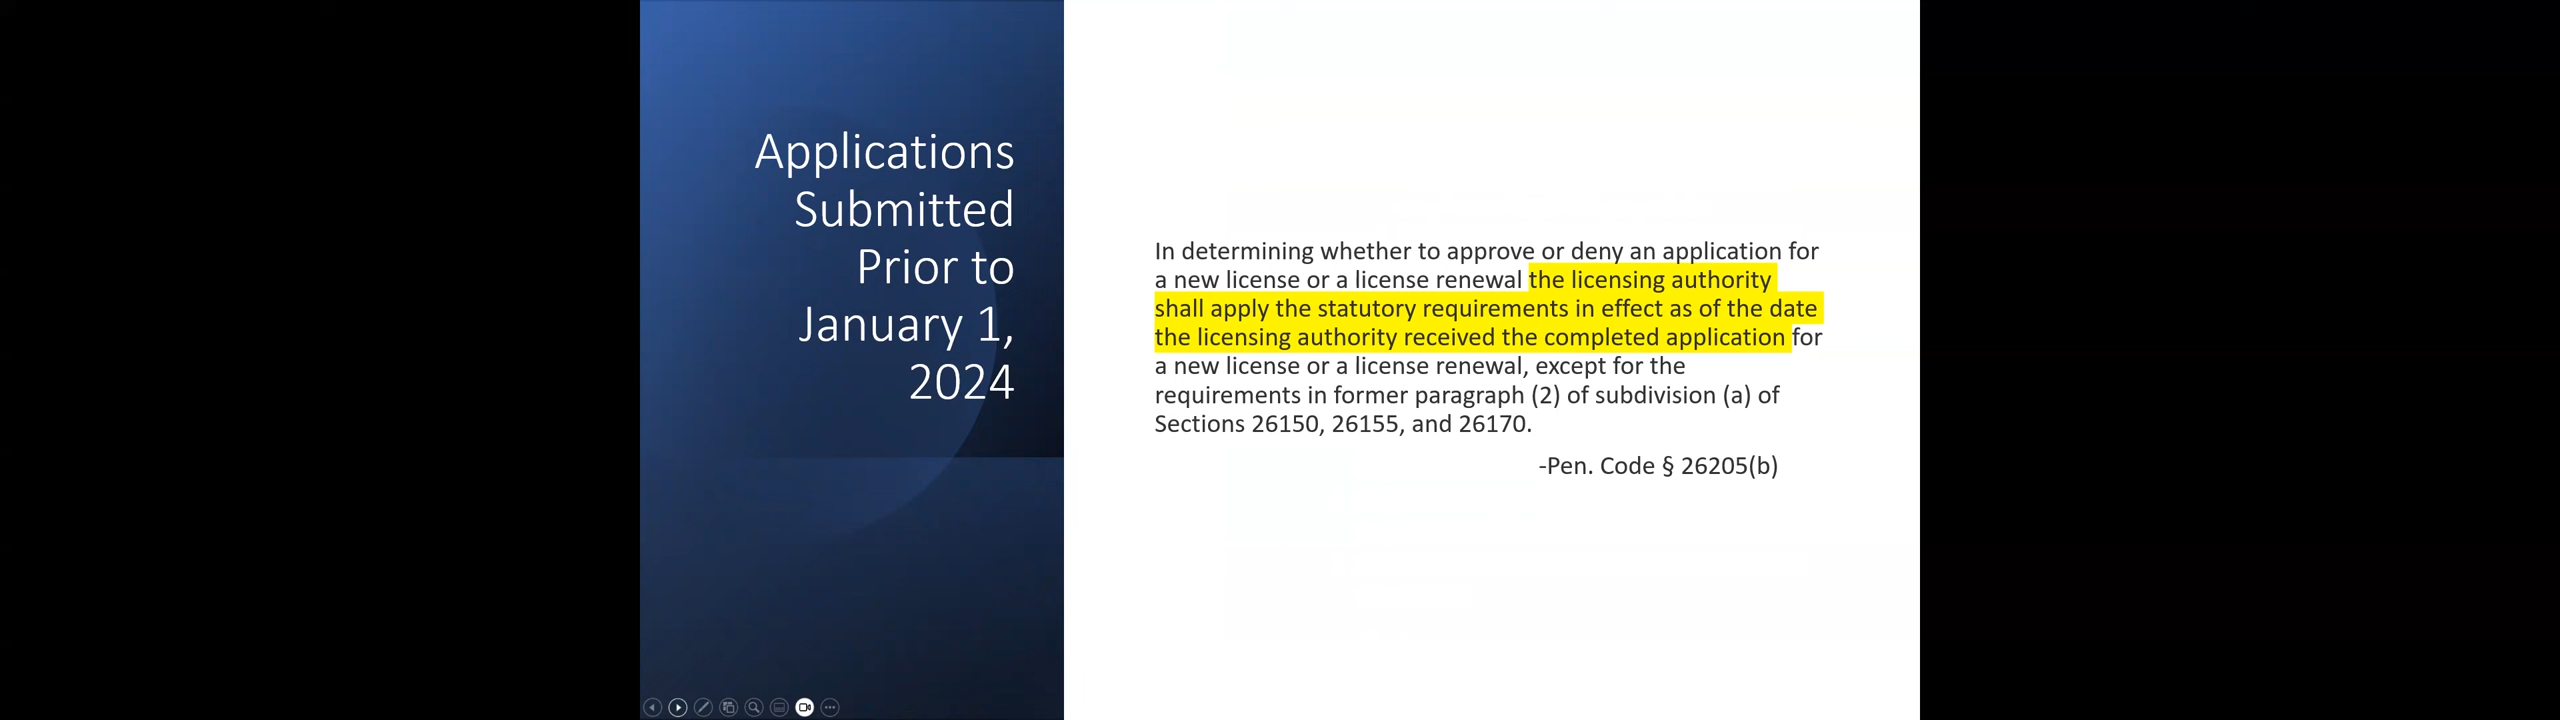 Applications
Submitted
Prior to
January 1,
2024
In determining whether to approve or deny an application for
a new license or a license renewal the licensing authority
shall apply the statutory requirements in effect as of the date
the licensing authority received the completed application for
a new license or a license renewal, except for the
requirements in former paragraph (2) of subdivision (a) of
Sections 26150, 26155, and 26170.
-Pen. Code § 26205(b)